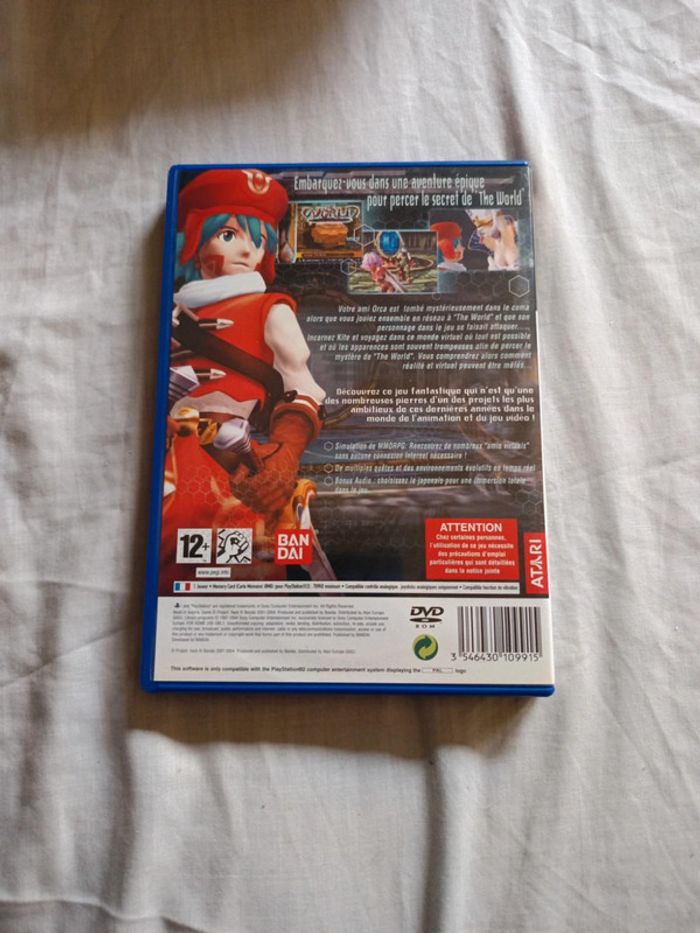 Embarquez-vous dans une aventure épique
pour percer le secret de "The World"
Votre ami Orca est tombé mystérieusement dans le coma
alors que vous jouiez ensemble en réseau à "The World" et que son
personnage dans le jeu se faisait attaquer....
Incarnez Kite et voyagez dans ce monde virtuel où tout est possible
et où les apparences sont souvent trompeuses afin de percer le
mystère de "The World". Vous comprendrez alors comment
réalité et virtuel peuvent être mêlés...
Découvrez ce jeu fantastique qui n'est qu'une
des nombreuses pierres d'un des projets les plus
ambitieux de ces dernières années dans le
monde de l'animation et du jeu vidéo !
Simulation de MMORPG: Rencontrez de nombreux "amis virtuels"
sans aucune connexion Internet nécessaire !
De multiples quêtes et des environnements évolutifs en temps réel
Bonus Audio : choisissez le japonais pour une immersion totale
dans le jeu
12+
www.pegi.info
BAN
DAI
ATTENTION
Chez certaines personnes,
l'utilisation de ce jeu nécessite
des précautions d'emploi
particulières qui sont détaillées
dans la notice jointe
ATARI
DVD
ROM
3 546430 109915
This software is only compatible with the PlayStation®2 computer entertainment system displaying the PAL logo